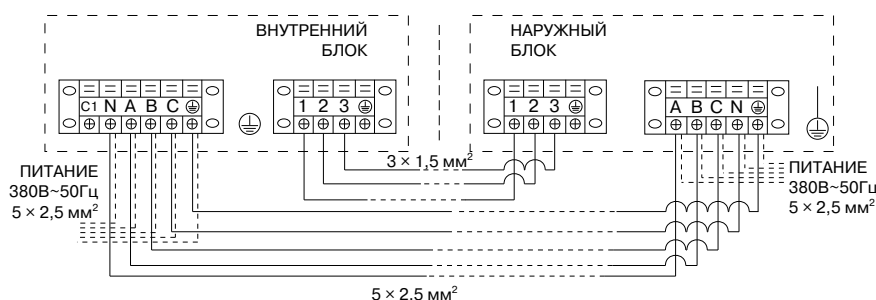 ВНУТРЕННИЙ
БЛОК
НАРУЖНЫЙ
БЛОК
C1 N A B C
1 2 3
1 2 3
A B C N
ПИТАНИЕ
380В~50Гц
5 × 2,5 мм²
3 × 1,5 мм²
ПИТАНИЕ
380В~50Гц
5 × 2,5 мм²
5 × 2,5 мм²